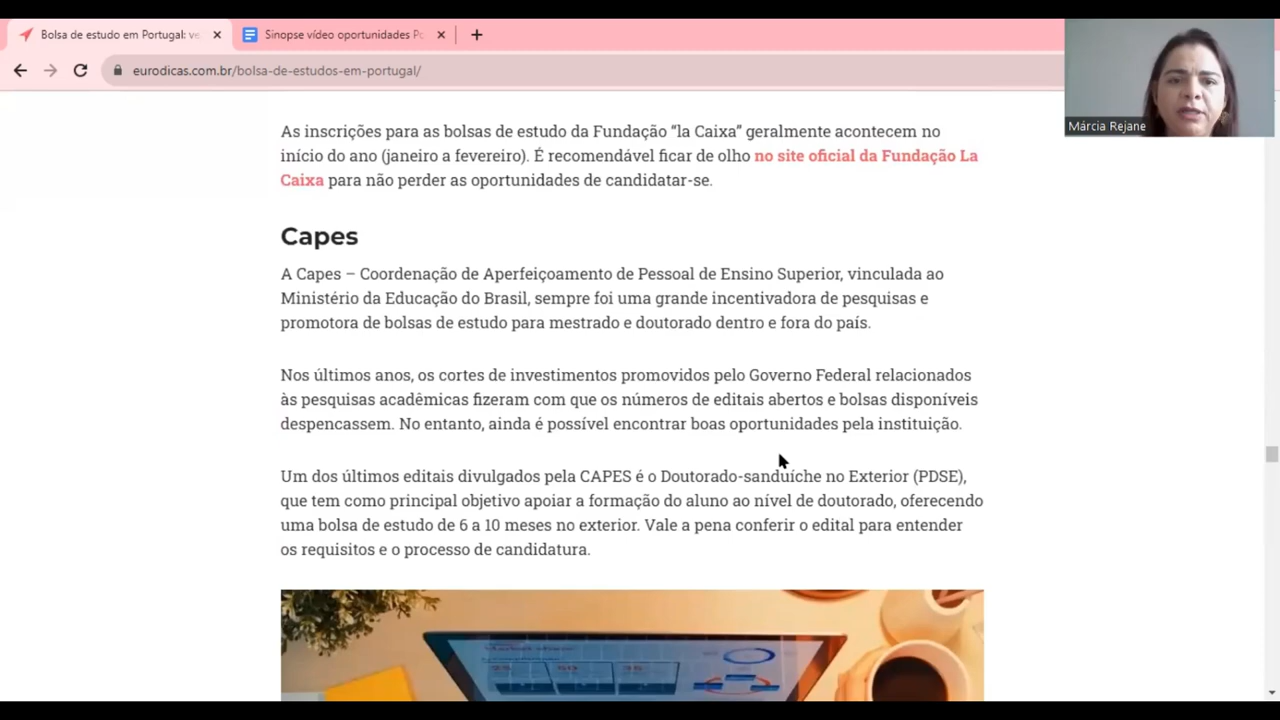 Bolsa de estudo em Portugal: ve
Sinopse vídeo oportunidades Po
eurodicas.com.br/bolsa-de-estudos-em-portugal/
Márcia Rejane
As inscrições para as bolsas de estudo da Fundação “la Caixa” geralmente acontecem no
início do ano (janeiro a fevereiro). É recomendável ficar de olho no site oficial da Fundação La
Caixa para não perder as oportunidades de candidatar-se.
Capes
A Capes – Coordenação de Aperfeiçoamento de Pessoal de Ensino Superior, vinculada ao
Ministério da Educação do Brasil, sempre foi uma grande incentivadora de pesquisas e
promotora de bolsas de estudo para mestrado e doutorado dentro e fora do país.
Nos últimos anos, os cortes de investimentos promovidos pelo Governo Federal relacionados
às pesquisas acadêmicas fizeram com que os números de editais abertos e bolsas disponíveis
despencassem. No entanto, ainda é possível encontrar boas oportunidades pela instituição.
Um dos últimos editais divulgados pela CAPES é o Doutorado-sanduíche no Exterior (PDSE),
que tem como principal objetivo apoiar a formação do aluno ao nível de doutorado, oferecendo
uma bolsa de estudo de 6 a 10 meses no exterior. Vale a pena conferir o edital para entender
os requisitos e o processo de candidatura.